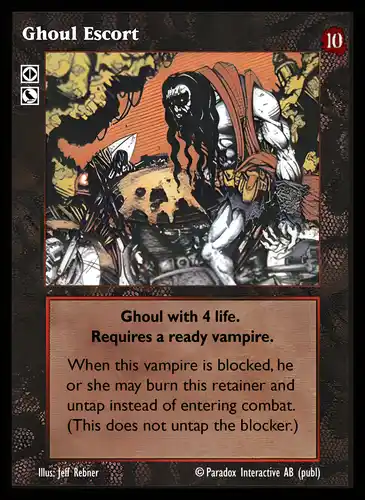 Ghoul Escort
10
Ghoul with 4 life.
Requires a ready vampire.
When this vampire is blocked, he
or she may burn this retainer and
untap instead of entering combat.
(This does not untap the blocker.)
Illus: Jeff Rebner © Paradox Interactive AB (publ)